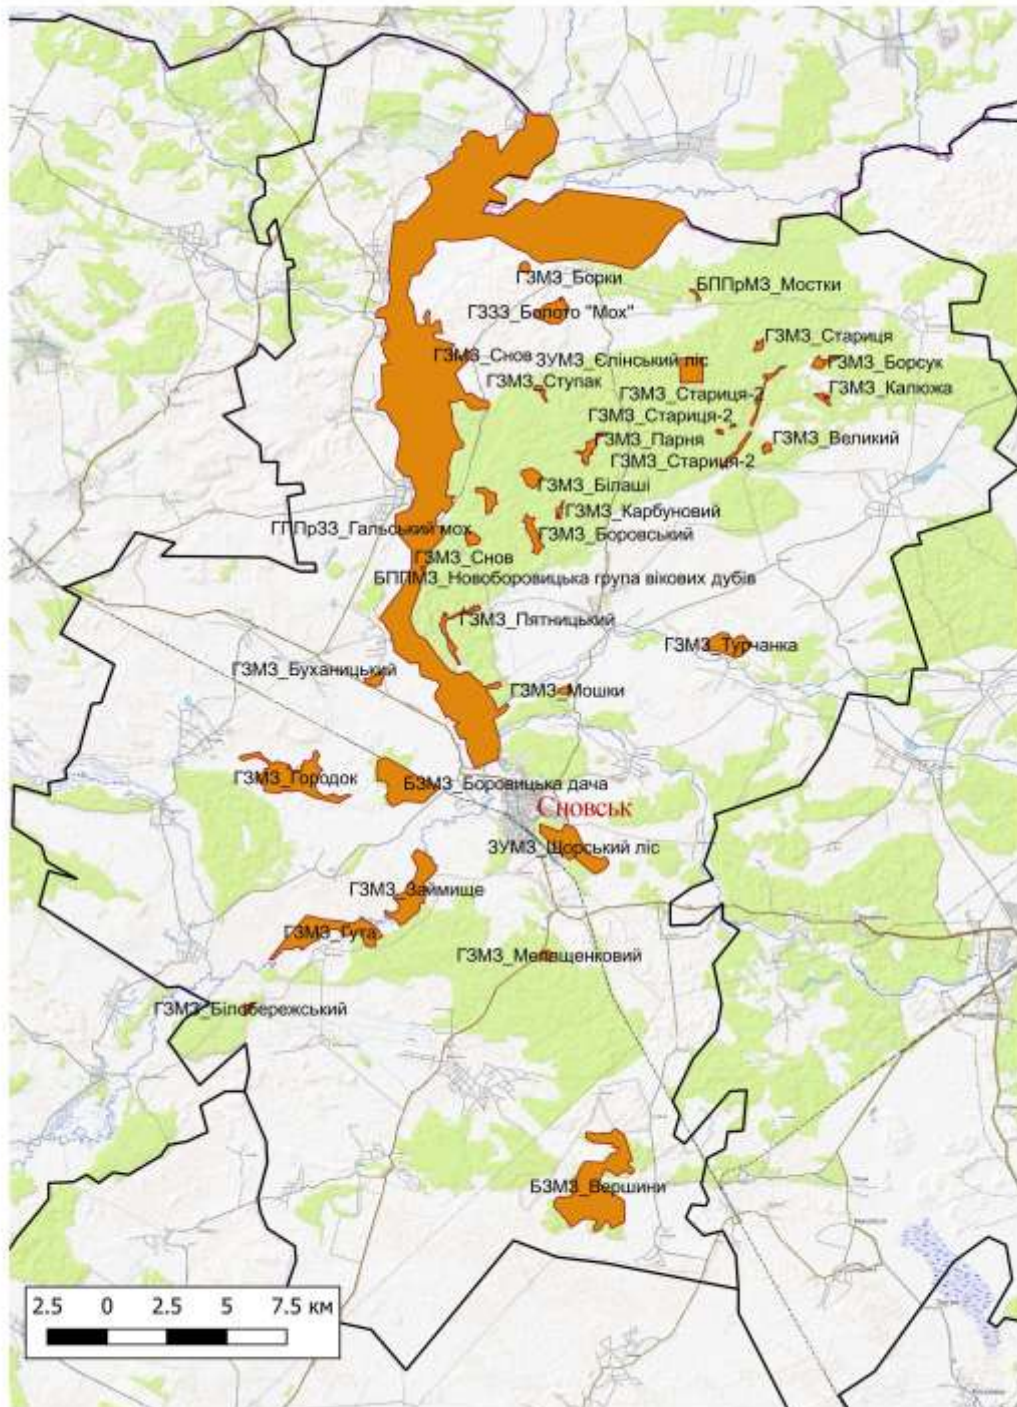 ГЗМЗ_Борки
БППрМЗ_Мостки
ГЗЗЗ_Болото "Мох"
ГЗМЗ_Стариця
ГЗМЗ_Снов
ЗУМЗ_Єлінський ліс
ГЗМЗ_Борсук
ГЗМЗ_Ступак
ГЗМЗ_Калюжа
ГЗМЗ_Стариця-2
ГЗМЗ_Стариця-2
ГЗМЗ_Парня
ГЗМЗ_Великий
ГЗМЗ_Стариця-2
ГЗМЗ_Білаші
ГЗМЗ_Карбуновий
ГППрЗЗ_Гальський мох
ГЗМЗ_Боровський
ГЗМЗ_Снов
БППМЗ_Новоборовицька група вікових дубів
ГЗМЗ_Пятницький
ГЗМЗ_Турчанка
ГЗМЗ_Буханицький
ГЗМЗ_Мошки
ГЗМЗ_Городок
БЗМЗ_Боровицька дача
Сновськ
ЗУМЗ_Щорський ліс
ГЗМЗ_Займище
ГЗМЗ_Гута
ГЗМЗ_Мелащенковий
ГЗМЗ_Білобережський
БЗМЗ_Вершини
2.5 0 2.5 5 7.5 км